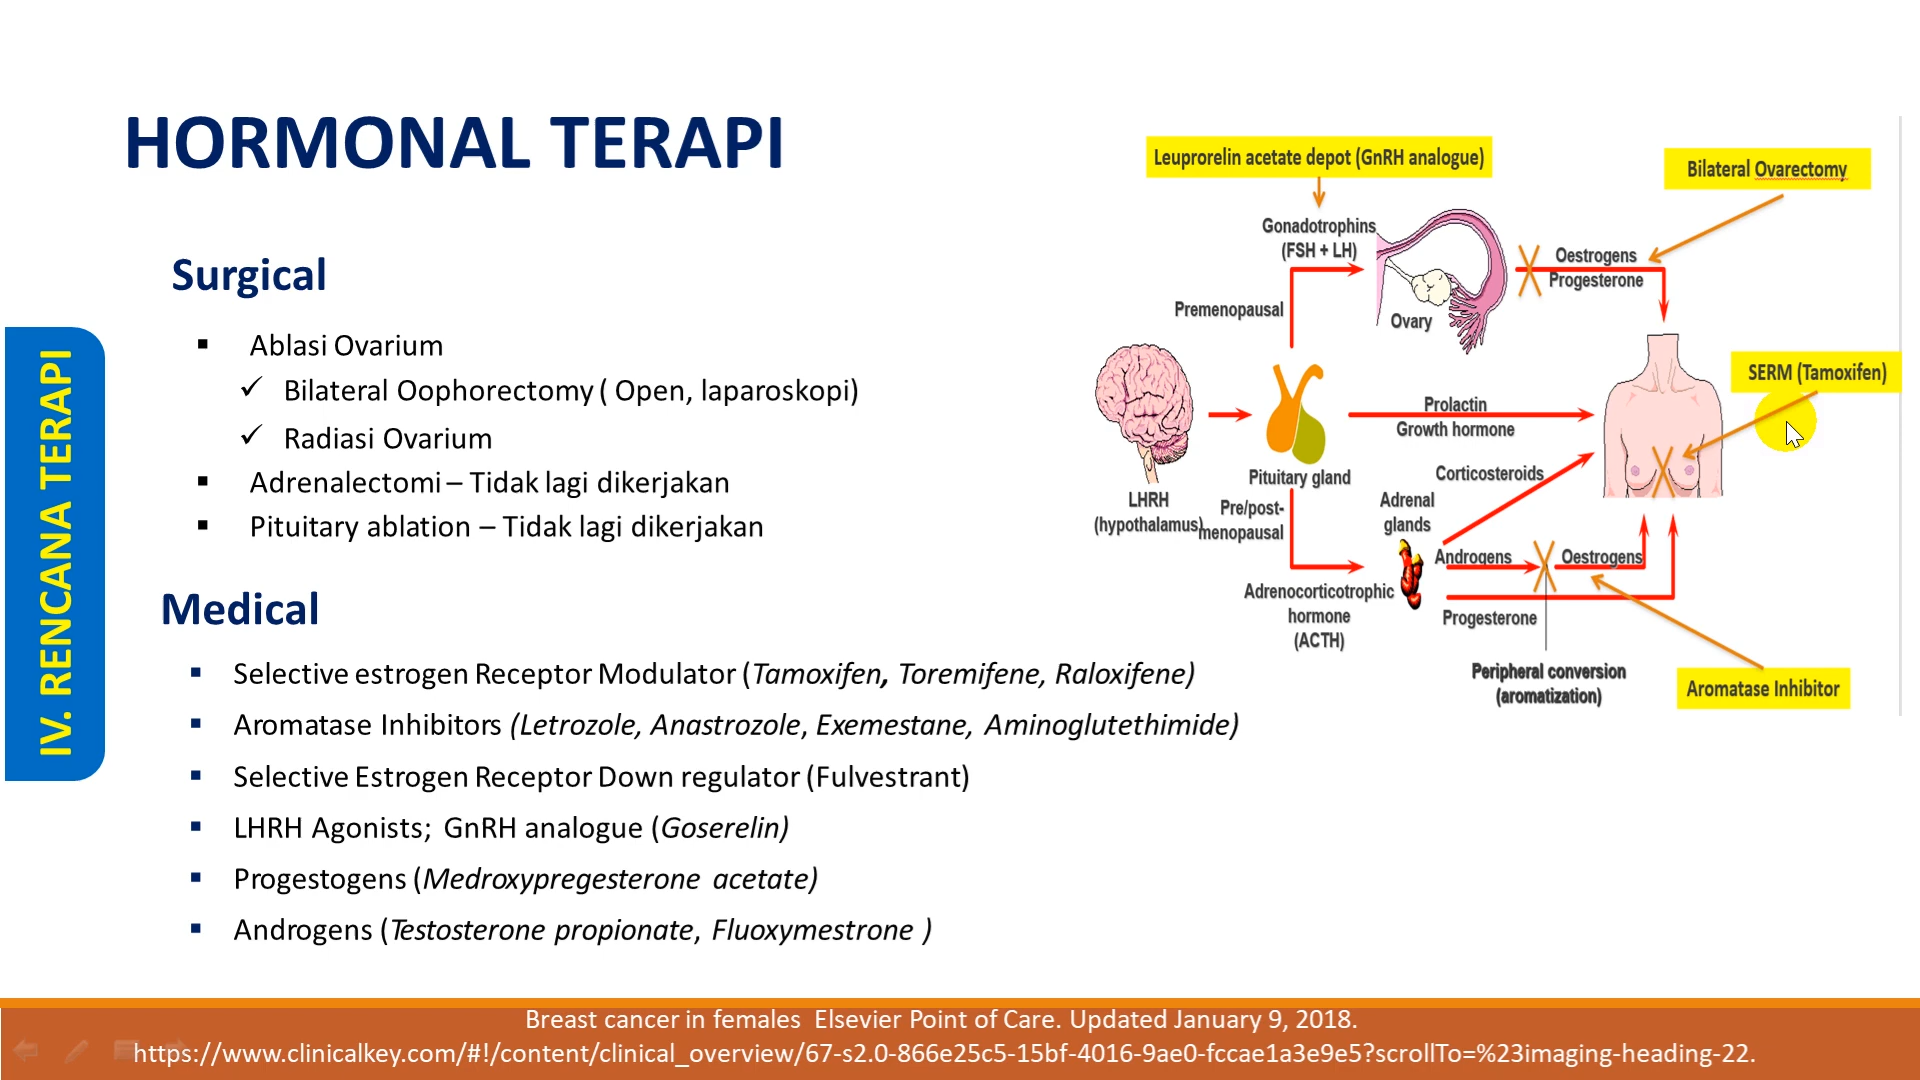 HORMONAL TERAPI
IV. RENCANA TERAPI
Surgical
▪ Ablasi Ovarium
✓ Bilateral Oophorectomy ( Open, laparoskopi)
✓ Radiasi Ovarium
▪ Adrenalectomi – Tidak lagi dikerjakan
▪ Pituitary ablation – Tidak lagi dikerjakan
Medical
▪ Selective estrogen Receptor Modulator (Tamoxifen, Toremifene, Raloxifene)
▪ Aromatase Inhibitors (Letrozole, Anastrozole, Exemestane, Aminoglutethimide)
▪ Selective Estrogen Receptor Down regulator (Fulvestrant)
▪ LHRH Agonists; GnRH analogue (Goserelin)
▪ Progestogens (Medroxypregesterone acetate)
▪ Androgens (Testosterone propionate, Fluoxymestrone )
Leuprorelin acetate depot (GnRH analogue)
Bilateral Ovarectomy
Gonadotrophins
(FSH + LH)
Oestrogens
Progesterone
Premenopausal
Ovary
SERM (Tamoxifen)
Prolactin
Growth hormone
Pituitary gland
Corticosteroids
LHRH
(hypothalamus)
Pre/post-
menopausal
Adrenal
glands
Androgens
Oestrogens
Adrenocorticotrophic
hormone
(ACTH)
Progesterone
Peripheral conversion
(aromatization)
Aromatase Inhibitor
Breast cancer in females Elsevier Point of Care. Updated January 9, 2018.
https://www.clinicalkey.com/#!/content/clinical_overview/67-s2.0-866e25c5-15bf-4016-9ae0-fccae1a3e9e5?scrollTo=%23imaging-heading-22.